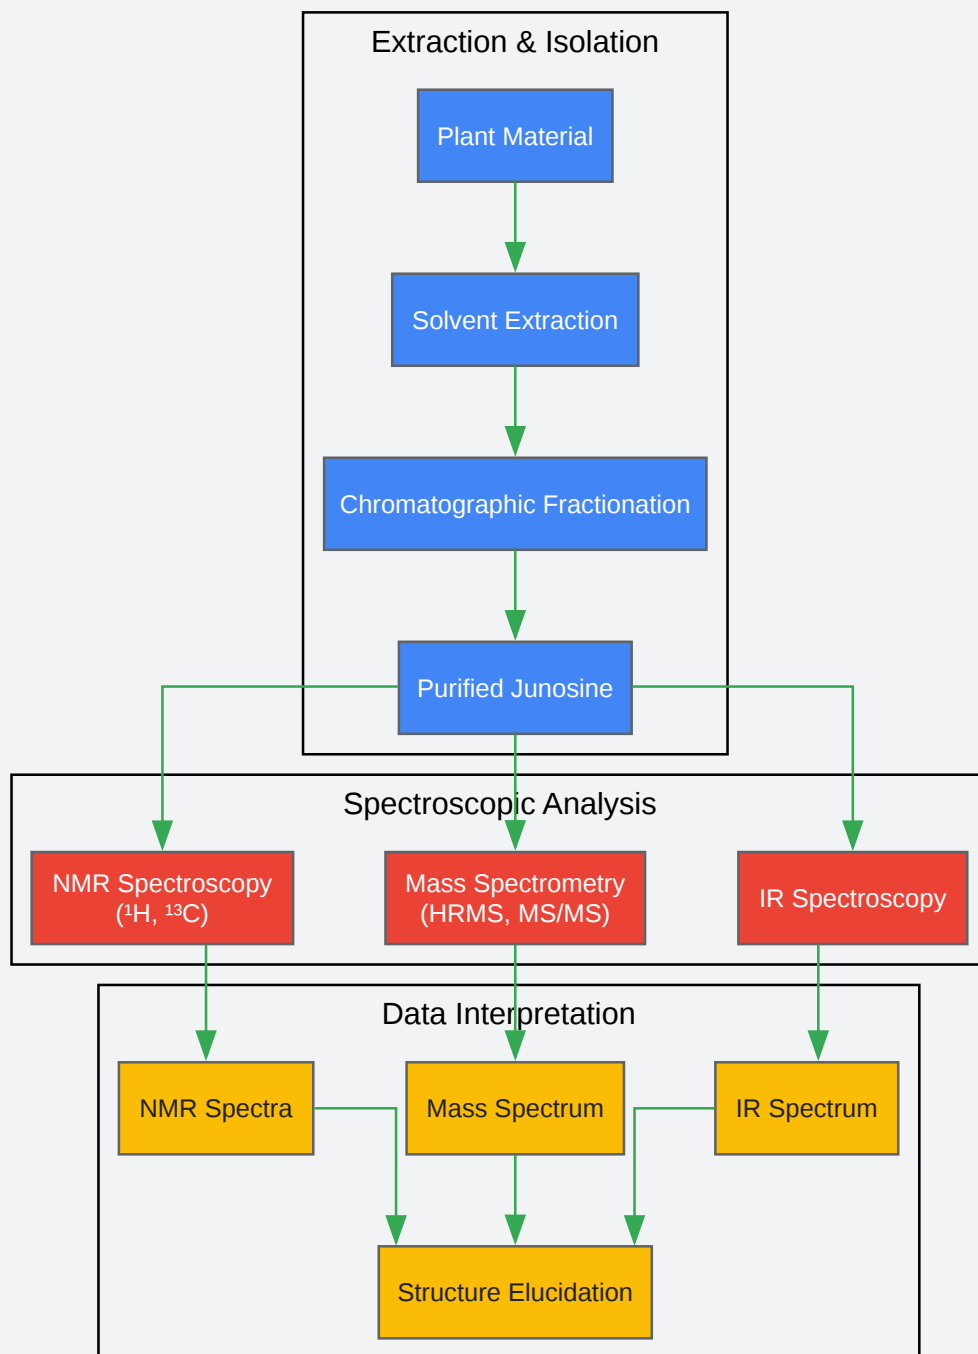 Extraction & Isolation
Plant Material
Solvent Extraction
Chromatographic Fractionation
Purified Junosine
Spectroscopic Analysis
NMR Spectroscopy
(¹H, ¹³C)
Mass Spectrometry
(HRMS, MS/MS)
IR Spectroscopy
Data Interpretation
NMR Spectra
Mass Spectrum
IR Spectrum
Structure Elucidation